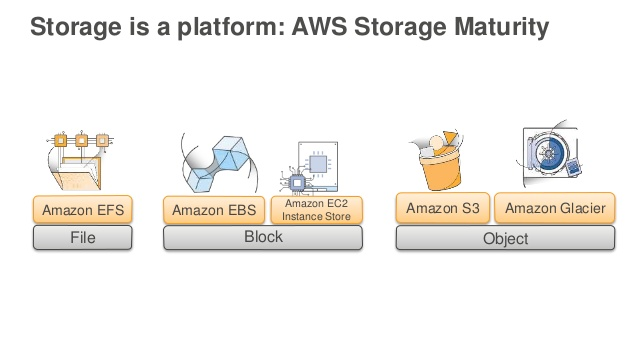 Storage is a platform: AWS Storage Maturity
Amazon EFS
File
Amazon EBS
Amazon EC2
Instance Store
Block
Amazon S3
Amazon Glacier
Object